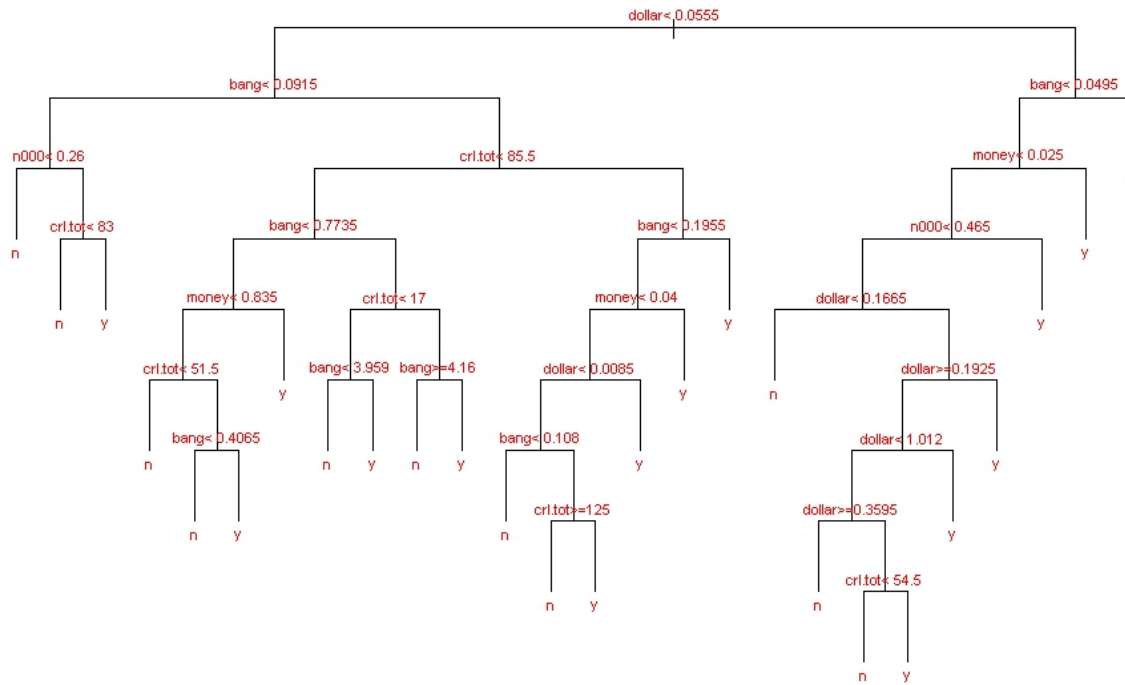 dollar< 0.0555
bang< 0.0915
bang< 0.0495
n000< 0.26
crl.tot< 85.5
money< 0.025
crl.tot< 83
bang< 0.7735
bang< 0.1955
n000< 0.465
n
y
money< 0.835
crl.tot< 17
money< 0.04
dollar< 0.1665
n
y
y
y
crl.tot< 51.5
bang< 3.959
bang>=4.16
dollar< 0.0085
dollar>=0.1925
y
y
n
bang< 0.4065
bang< 0.108
dollar< 1.012
n
n
y
n
y
y
y
crl.tot>=125
dollar>=0.3595
n
y
n
y
crl.tot< 54.5
n
y
n
n
y